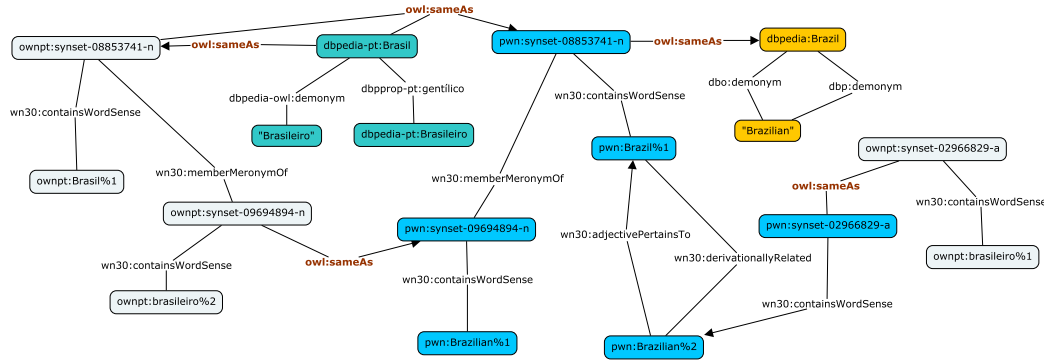 owl:sameAs
ownpt:synset-08853741-n
owl:sameAs
dbpedia-pt:Brasil
pwn:synset-08853741-n
owl:sameAs
dbpedia:Brazil
dbpedia-owl:demonym
dbpprop-pt:gentílico
wn30:containsWordSense
dbo:demonym
dbp:demonym
wn30:containsWordSense
"Brasileiro"
dbpedia-pt:Brasileiro
"Brazilian"
pwn:Brazil%1
ownpt:synset-02966829-a
wn30:memberMeronymOf
wn30:memberMeronymOf
ownpt:Brasil%1
owl:sameAs
wn30:containsWordSense
ownpt:synset-09694894-n
pwn:synset-09694894-n
wn30:adjectivePertainsTo
pwn:synset-02966829-a
wn30:containsWordSense
owl:sameAs
wn30:containsWordSense
wn30:derivationallyRelated
ownpt:brasileiro%1
ownpt:brasileiro%2
wn30:containsWordSense
pwn:Brazilian%1
pwn:Brazilian%2